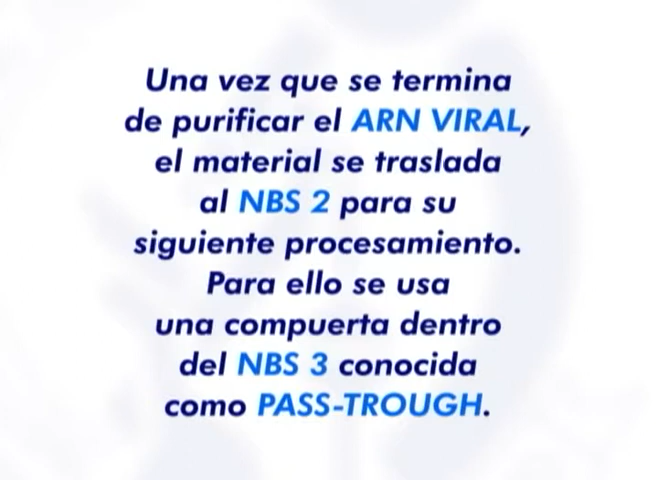 Una vez que se termina
de purificar el ARN VIRAL,
el material se traslada
al NBS 2 para su
siguiente procesamiento.
Para ello se usa
una compuerta dentro
del NBS 3 conocida
como PASS-TROUGH.